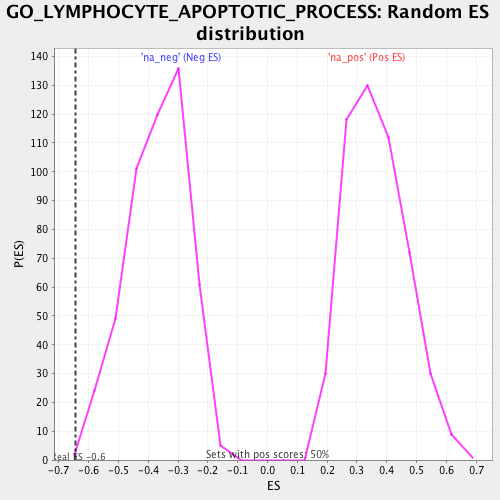 GO_LYMPHOCYTE_APOPTOTIC_PROCESS: Random ES
distribution
'na_neg' (Neg ES) 'na_pos' (Pos ES)
140
130
120
110
100
90
80
70
60
50
40
30
20
10
0
P(ES)
ES -0.6
Sets with pos scores: 50%
-0.7 -0.6 -0.5 -0.4 -0.3 -0.2 -0.1 0.0 0.1 0.2 0.3 0.4 0.5 0.6 0.7
ES